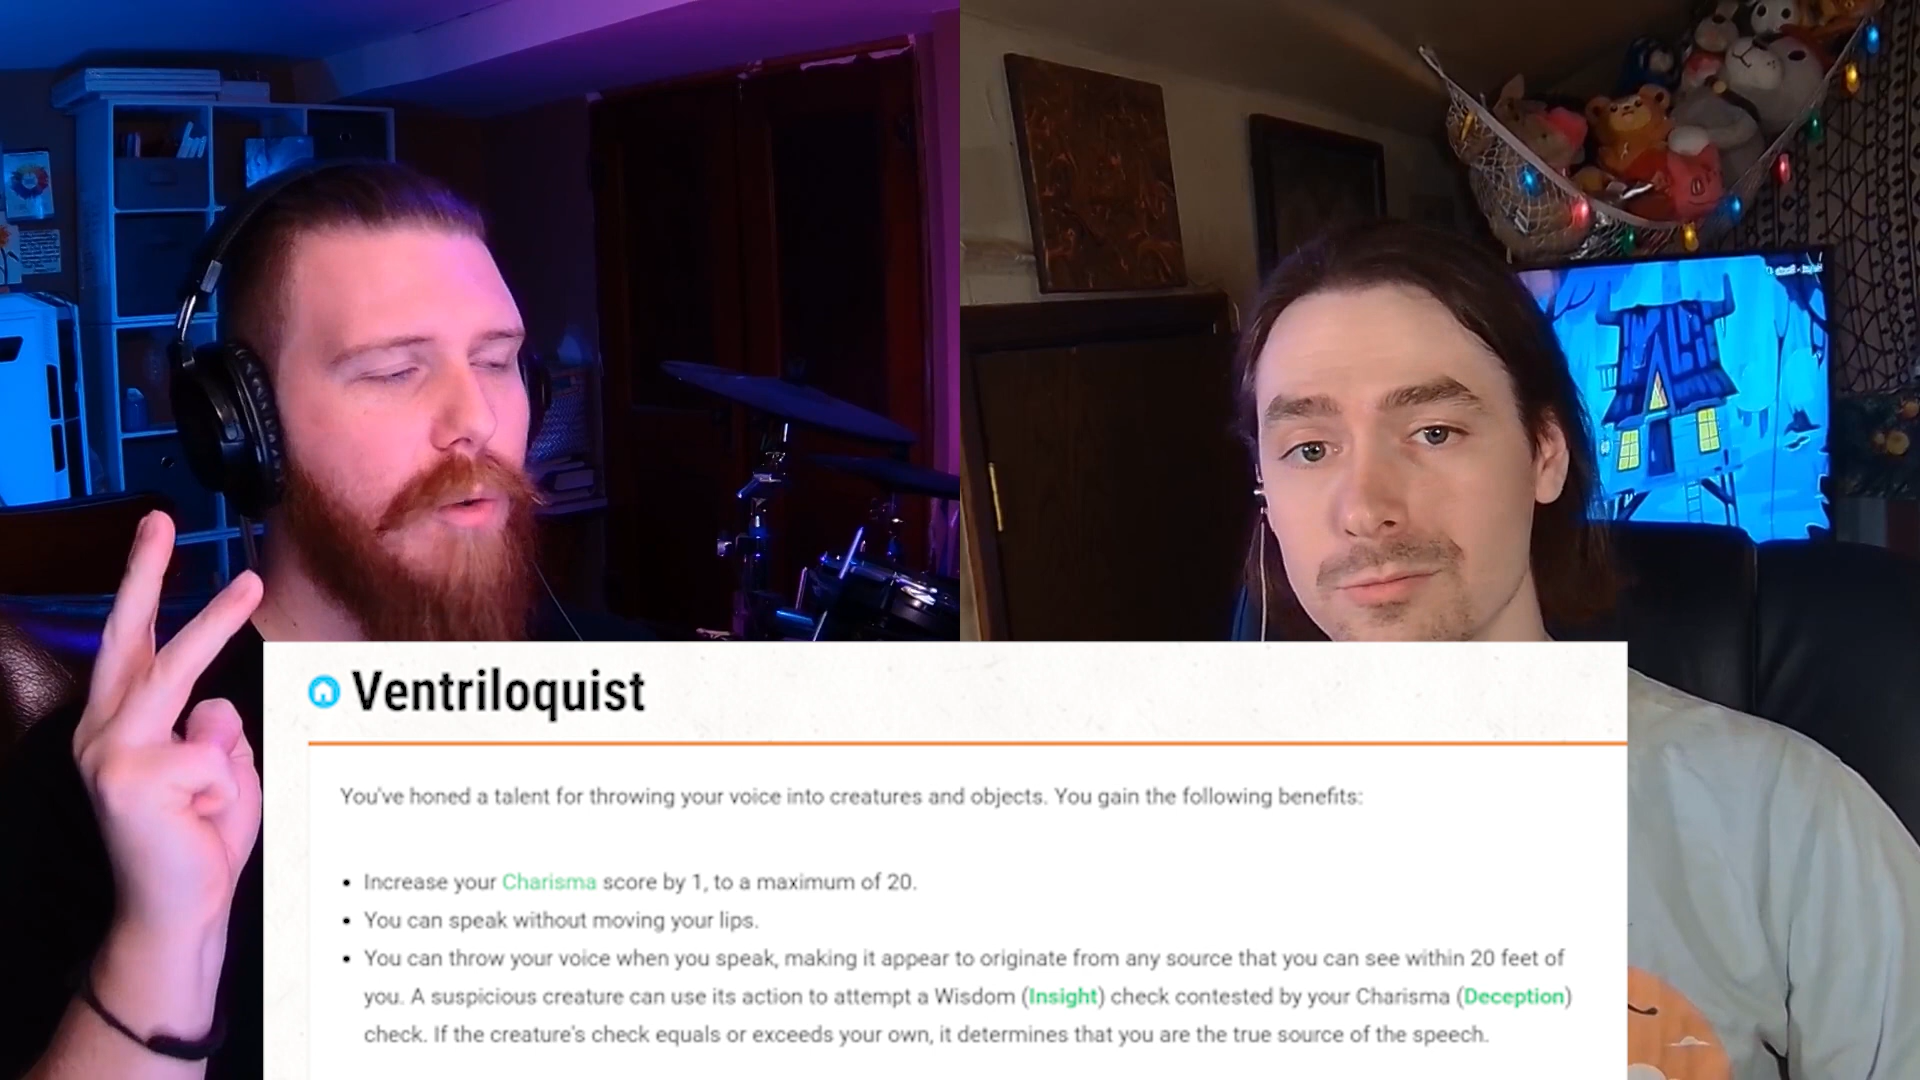 Ventriloquist
You've honed a talent for throwing your voice into creatures and objects. You gain the following benefits:
• Increase your Charisma score by 1, to a maximum of 20.
• You can speak without moving your lips.
• You can throw your voice when you speak, making it appear to originate from any source that you can see within 20 feet of
you. A suspicious creature can use its action to attempt a Wisdom (Insight) check contested by your Charisma (Deception)
check. If the creature's check equals or exceeds your own, it determines that you are the true source of the speech.